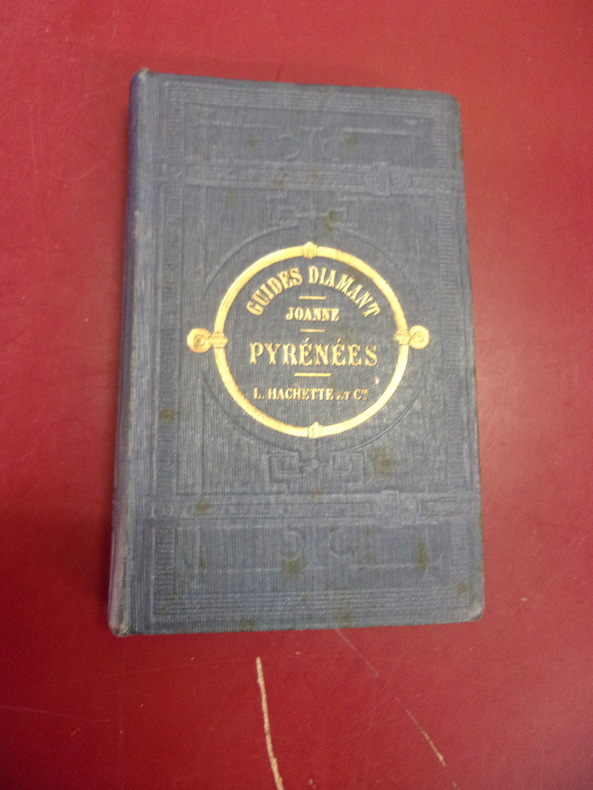 GUIDES DIAMANT
JOANNE
PYRÉNÉES
L. HACHETTE ET Cie